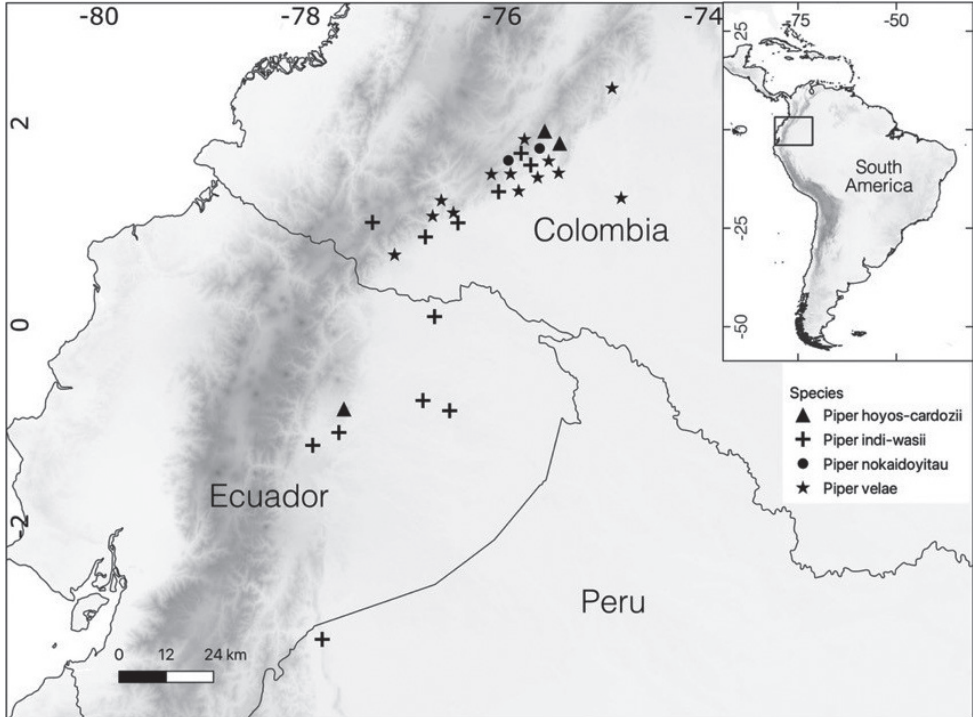 -80
-78
-76
-74
2
0
-2
Colombia
Ecuador
Peru
0 12 24 km
-75
-50
25
0
-25
-50
South
America
Species
Piper hoyos-cardozii
Piper indi-wasii
Piper nokaidoyitau
Piper velae